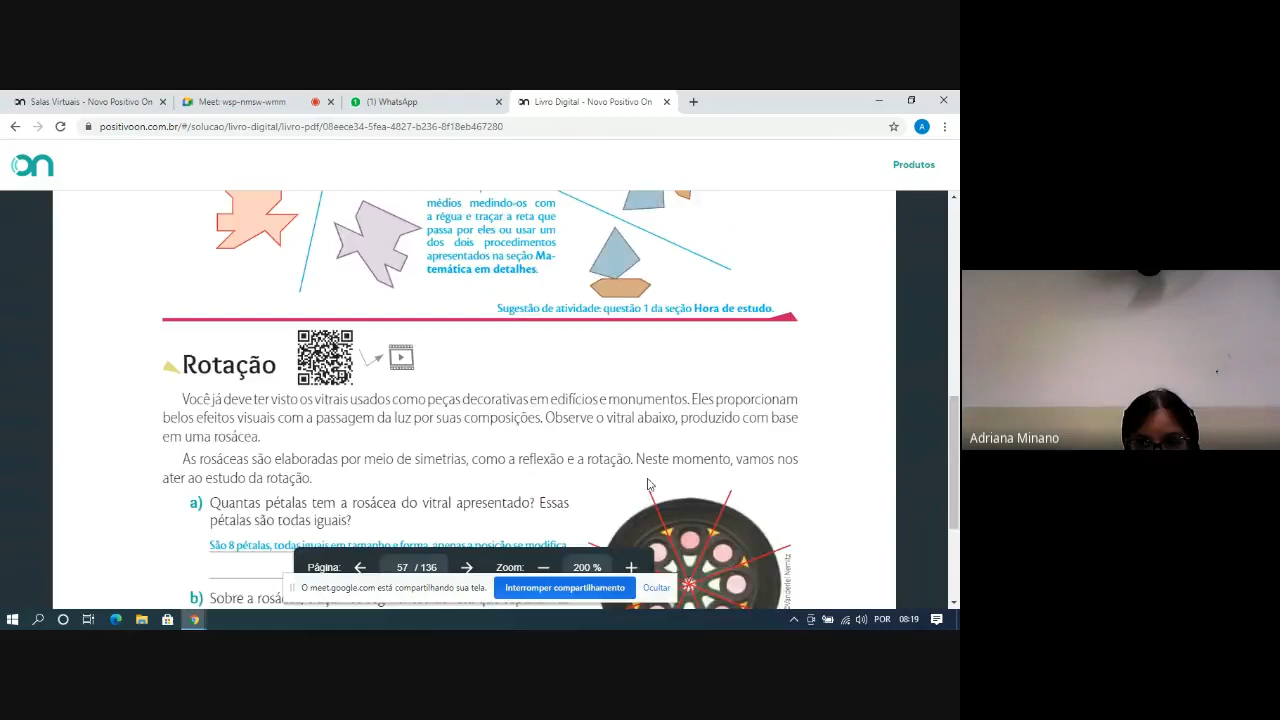 Salas Virtuais - Novo Positivo On
Meet: wsp-nmsw-wmm
(1) WhatsApp
Livro Digital - Novo Positivo On
positivoon.com.br/#/solucao/livro-digital/livro-pdf/08eece34-5fea-4827-b236-8f18eb467280
A
on
Produtos
médios medindo-os com
a régua e traçar a reta que
passa por eles ou usar um
dos dois procedimentos
apresentados na seção Ma-
temática em detalhes.
Sugestão de atividade: questão 1 da seção Hora de estudo.
Rotação
Você já deve ter visto os vitrais usados como peças decorativas em edifícios e monumentos. Eles proporcionam
belos efeitos visuais com a passagem da luz por suas composições. Observe o vitral abaixo, produzido com base
em uma rosácea.
As rosáceas são elaboradas por meio de simetrias, como a reflexão e a rotação. Neste momento, vamos nos
ater ao estudo da rotação.
a) Quantas pétalas tem a rosácea do vitral apresentado? Essas
pétalas são todas iguais?
São 8 pétalas, todas iguais em tamanho e forma, apenas a posição se modifica.
Página: 57 / 136 Zoom: 200 %
O meet.google.com está compartilhando sua tela. Interromper compartilhamento Ocultar
b) Sobre a rosá
POR 08:19
Adriana Minano